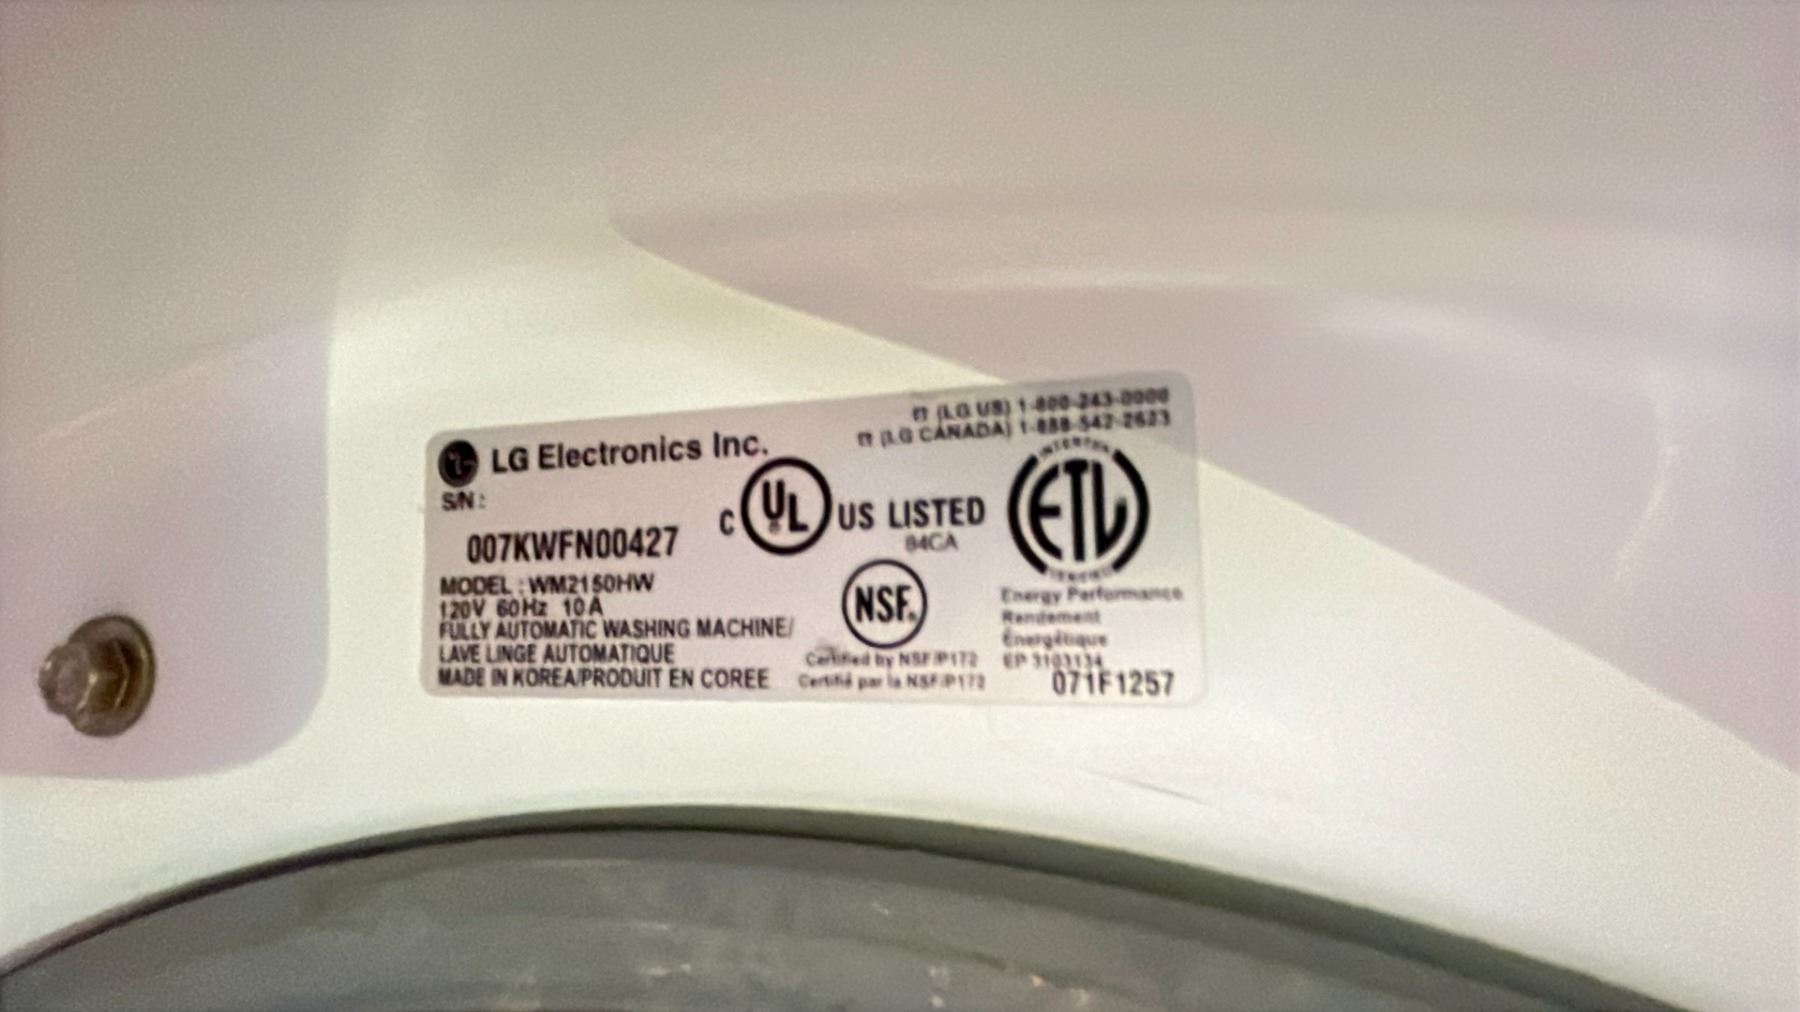 LG Electronics Inc.
(LG US) 1-800-243-0000
(LG CANADA) 1-888-542-2623
S/N :
007KWFN00427
C UL US LISTED
84CA
INTERTEK
ETL
MODEL : WM2150HW
120V 60Hz 10A
FULLY AUTOMATIC WASHING MACHINE/
LAVE LINGE AUTOMATIQUE
MADE IN KOREA/PRODUIT EN COREE
NSF.
Certified by NSF/P172
Certifié par la NSF/P172
Energy Performance
Rendement
Énergétique
EP 3103134
071F1257